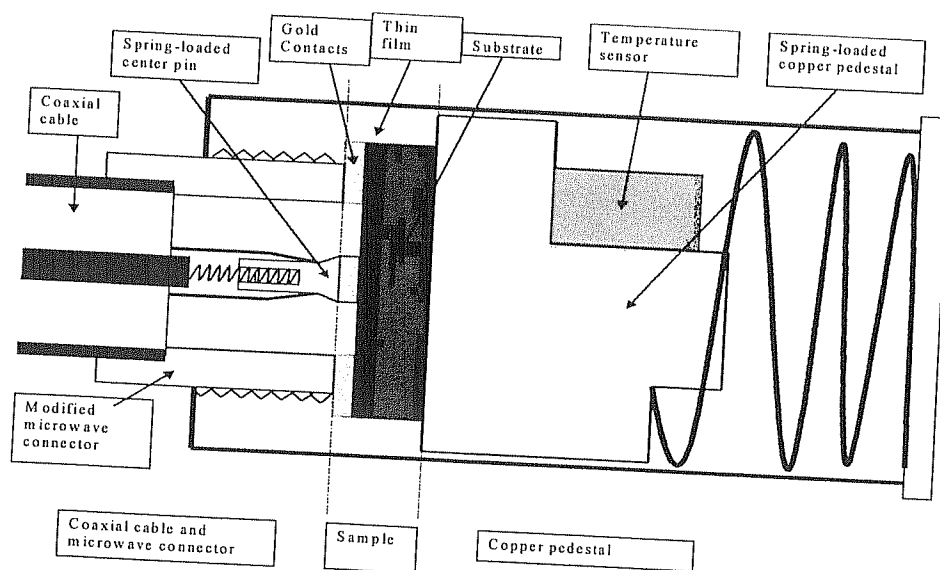 Gold
Contacts
Thin
film
Spring-loaded
center pin
Substrate
Temperature
sensor
Spring-loaded
copper pedestal
Coaxial
cable
Modified
microwave
connector
Coaxial cable and
microwave connector
Sample
Copper pedestal